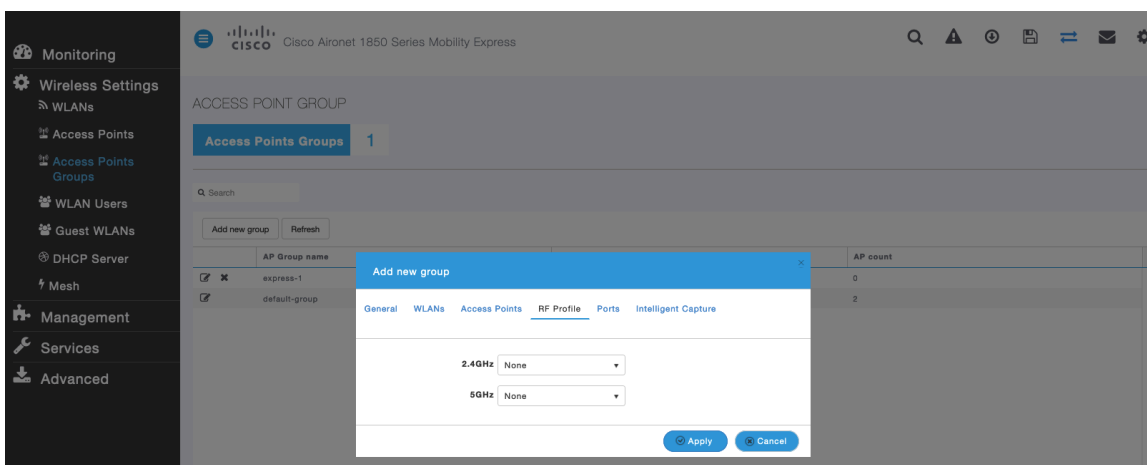 Monitoring
Wireless Settings
WLANs
Access Points
Access Points
Groups
WLAN Users
Guest WLANs
DHCP Server
Mesh
Management
Services
Advanced
CISCO Cisco Aironet 1850 Series Mobility Express
ACCESS POINT GROUP
Access Points Groups 1
Search
Add new group Refresh
AP Group name AP count
express-1 0
default-group 2
Add new group
General WLANs Access Points RF Profile Ports Intelligent Capture
2.4GHz None
5GHz None
Apply Cancel